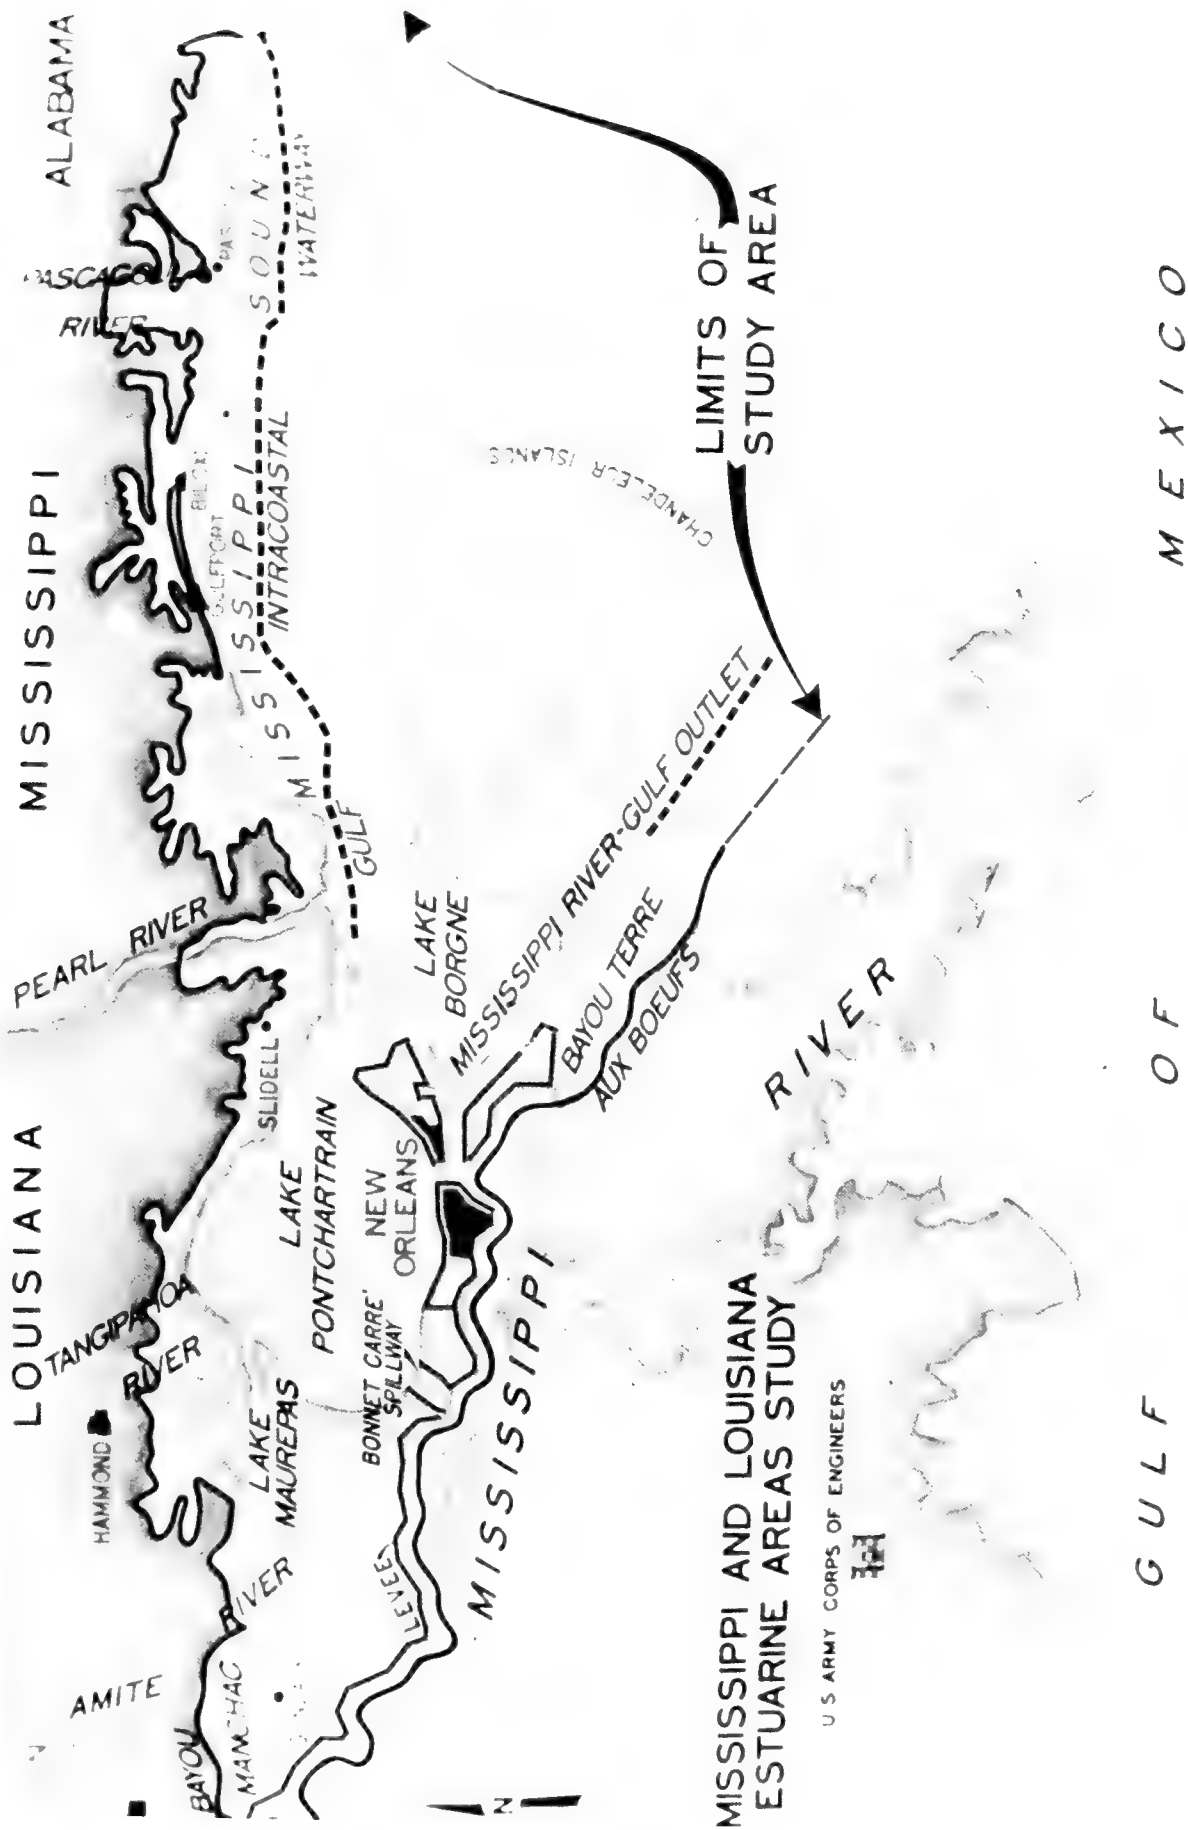 LOUISIANA
MISSISSIPPI
ALABAMA
AMITE
RIVER
BAYOU
MANCHAC
HAMMOND
TANGIPAHOA
RIVER
PEARL RIVER
RIVER
SLIDELL
LAKE
MAUREPAS
LAKE
PONTCHARTRAIN
GULFPORT
BILOXI
MISSISSIPPI SOUND
GULF
INTRACOASTAL
WATERWAY
LEVEE
BONNET CARRE'
SPILLWAY
NEW
ORLEANS
LAKE
BORGNE
MISSISSIPPI RIVER-GULF OUTLET
BAYOU TERRE
AUX BOEUFS
CHANDELEUR ISLANDS
MISSISSIPPI
RIVER
LIMITS OF
STUDY AREA
N
MISSISSIPPI AND LOUISIANA
ESTUARINE AREAS STUDY
U S ARMY CORPS OF ENGINEERS
GULF OF MEXICO